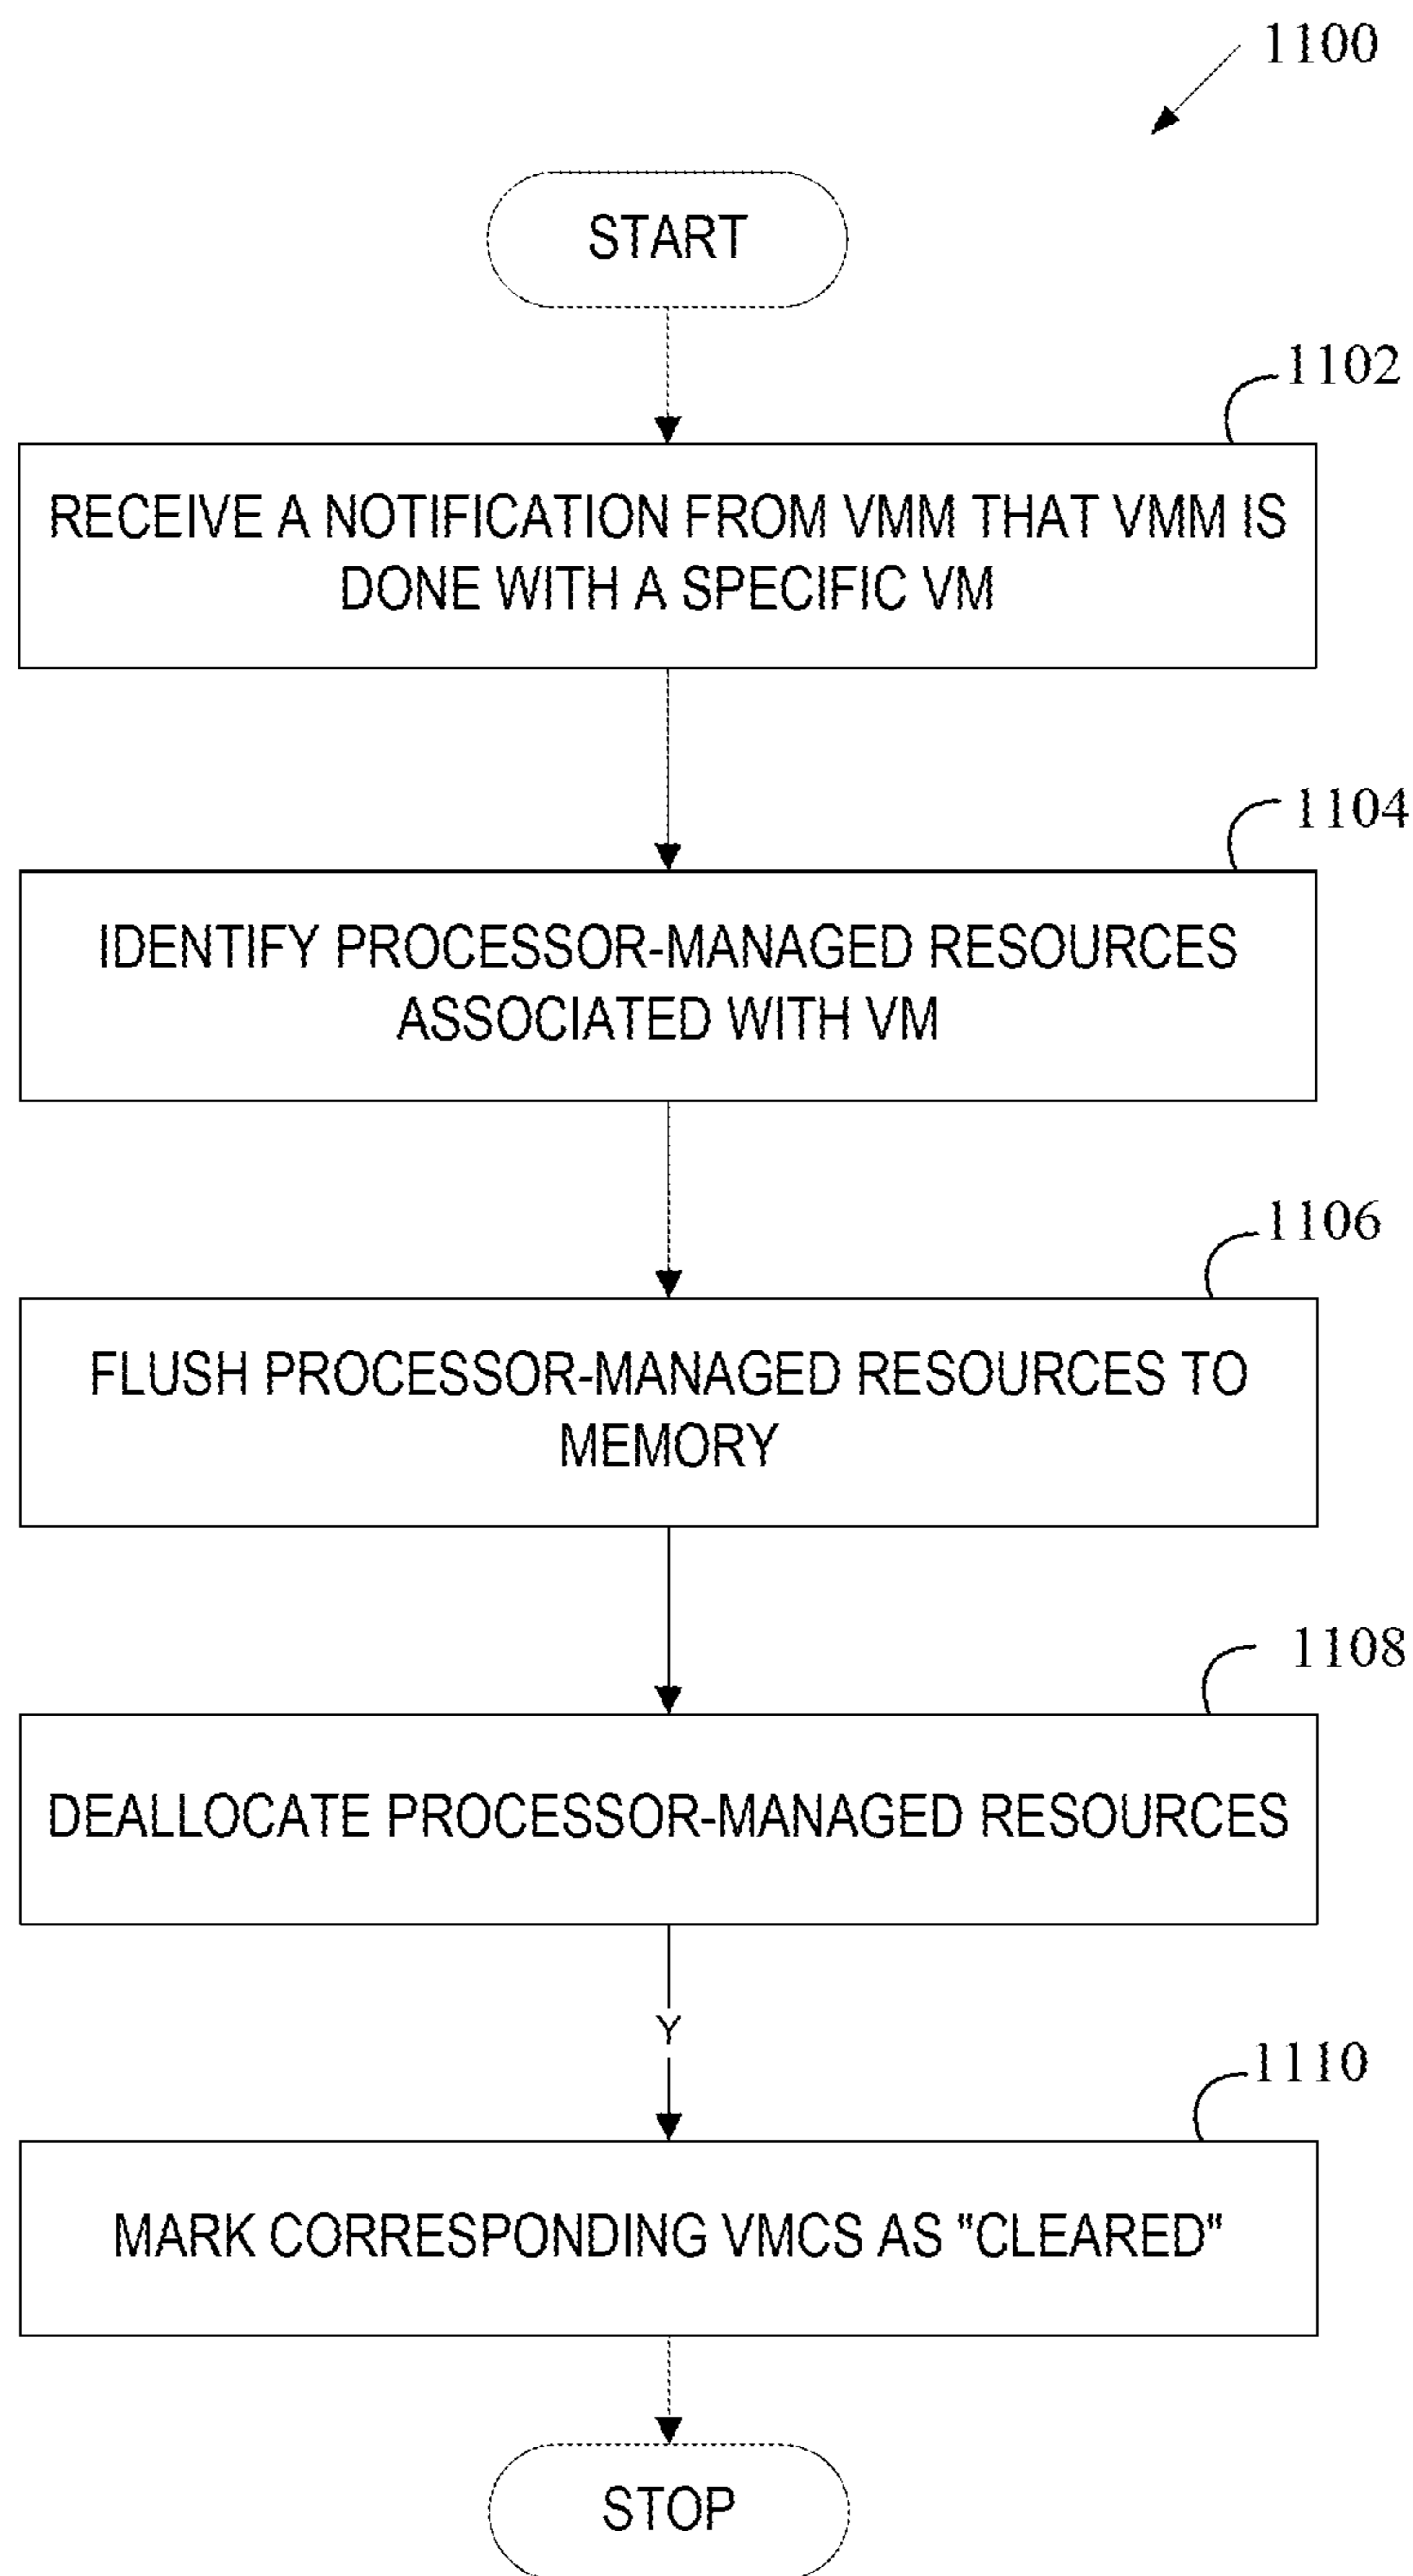 1100
START
1102
RECEIVE A NOTIFICATION FROM VMM THAT VMM IS
DONE WITH A SPECIFIC VM
1104
IDENTIFY PROCESSOR-MANAGED RESOURCES
ASSOCIATED WITH VM
1106
FLUSH PROCESSOR-MANAGED RESOURCES TO
MEMORY
1108
DEALLOCATE PROCESSOR-MANAGED RESOURCES
Y
1110
MARK CORRESPONDING VMCS AS "CLEARED"
STOP